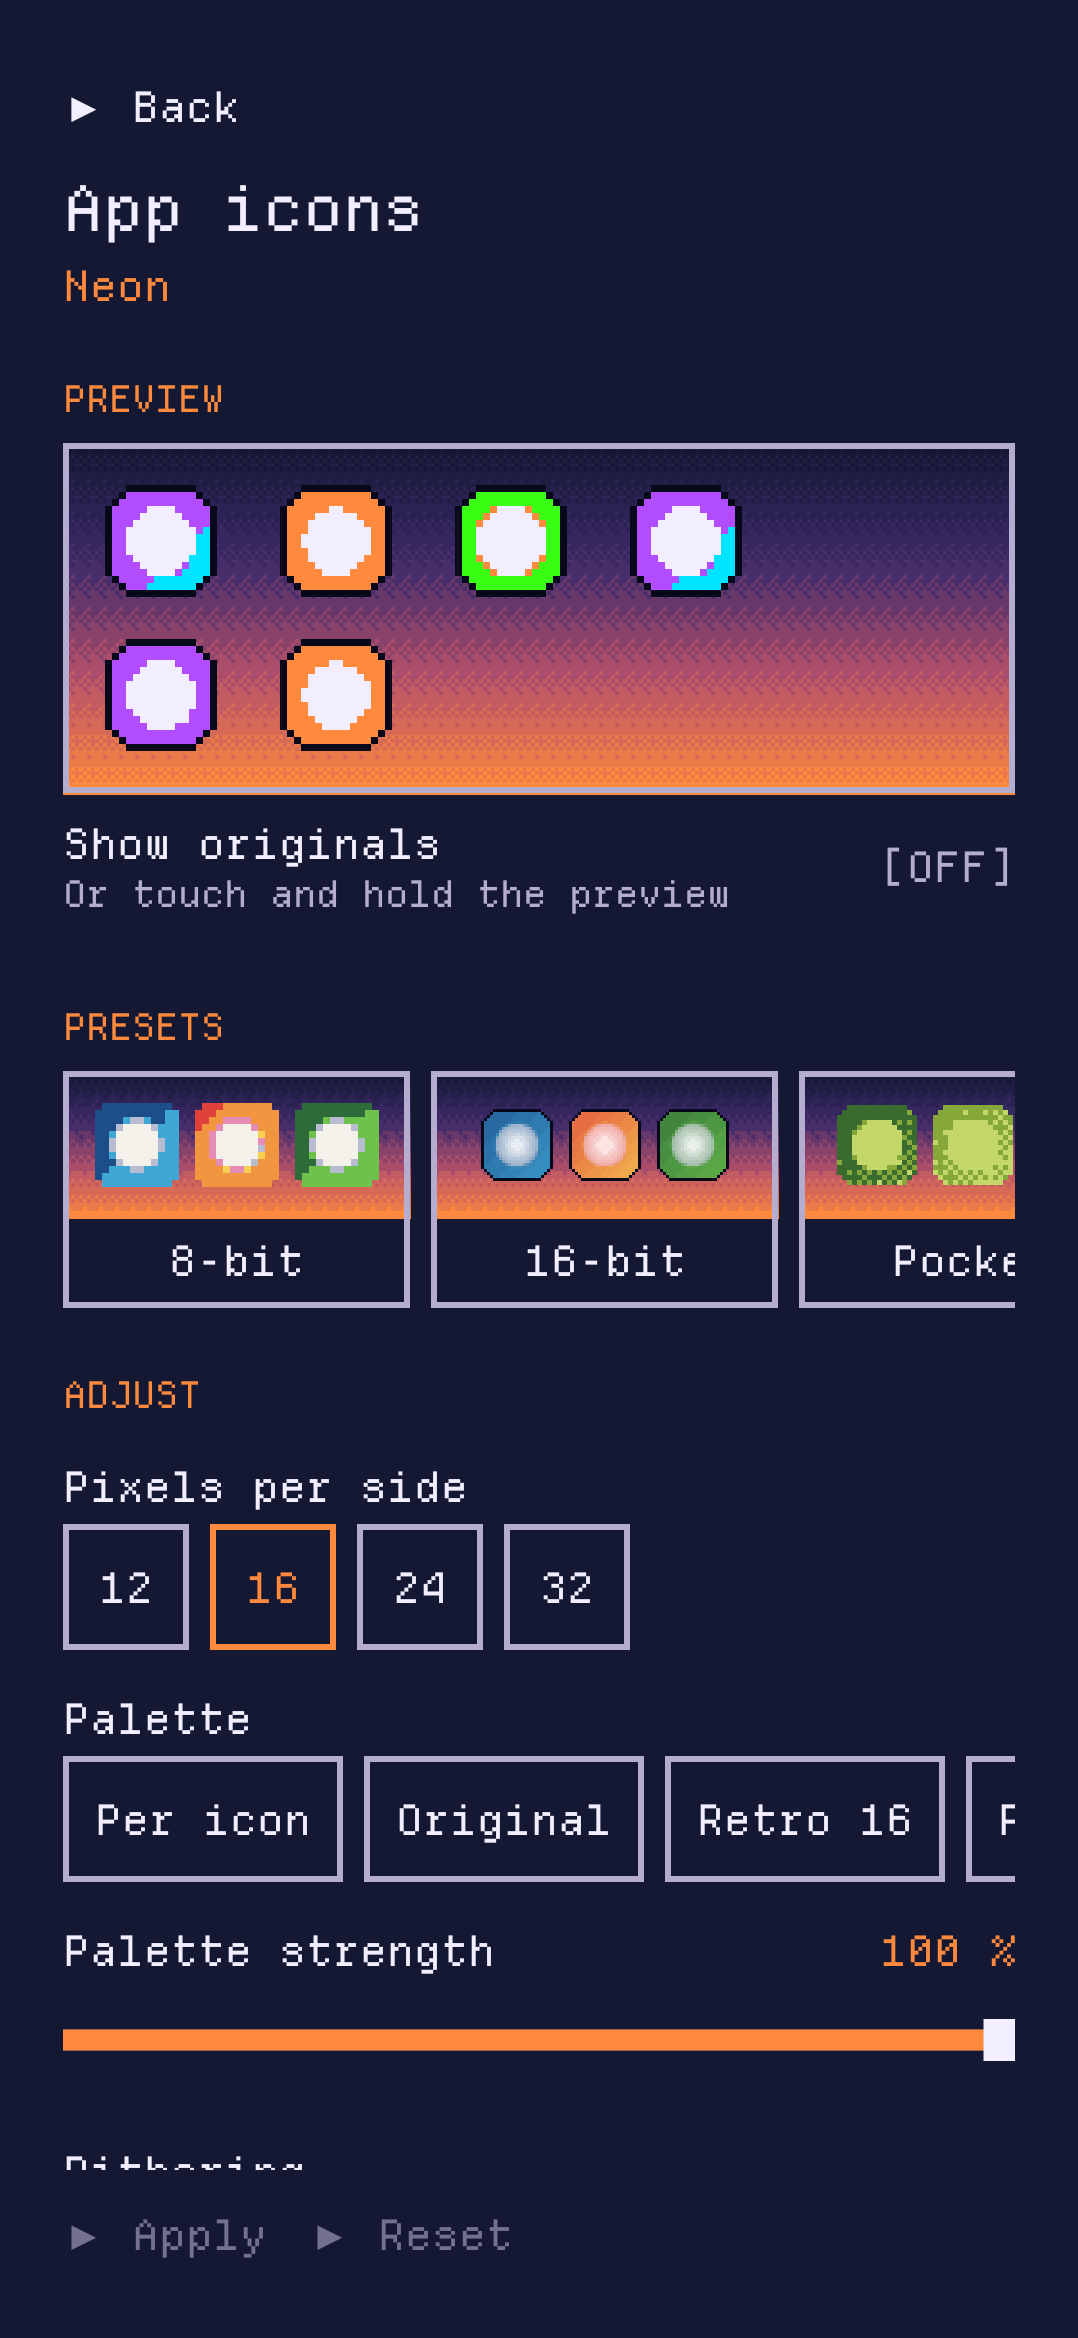 ▶ Back
App icons
Neon
PREVIEW
Show originals
Or touch and hold the preview
[OFF]
PRESETS
8-bit
16-bit
Pocke
ADJUST
Pixels per side
12 16 24 32
Palette
Per icon Original Retro 16
Palette strength 100 %
Dithering
▶ Apply ▶ Reset